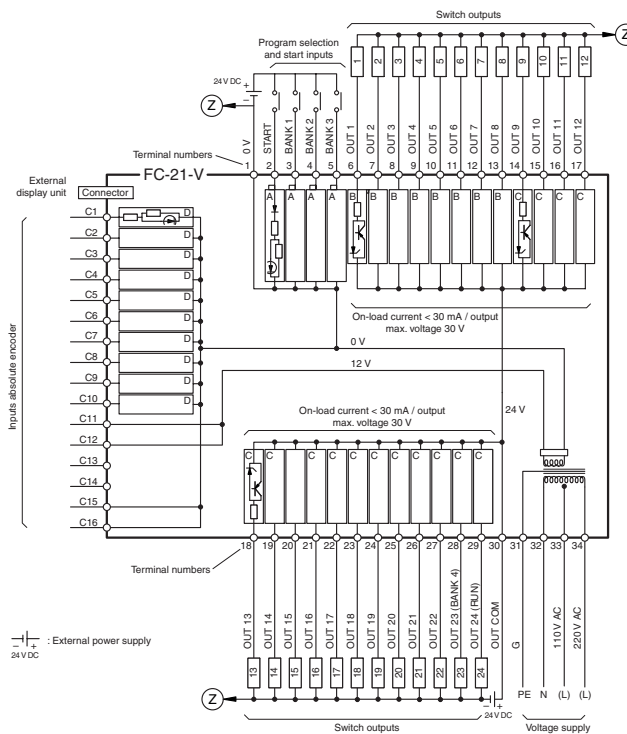 Switch outputs
Z
Program selection
and start inputs
1
2
3
4
5
6
7
8
9
10
11
12
24 V DC
+
−
Z
0 V
START
BANK 1
BANK 2
BANK 3
OUT 1
OUT 2
OUT 3
OUT 4
OUT 5
OUT 6
OUT 7
OUT 8
OUT 9
OUT 10
OUT 11
OUT 12
Terminal numbers
1 2 3 4 5 6 7 8 9 10 11 12 13 14 15 16 17
FC-21-V
External
display unit
Connector
A A A A B B B B B B B B C C C C
C1 D
C2 D
C3 D
C4 D
C5 D
C6 D
C7 D
C8 D
C9 D
C10 D
C11
C12
C13
C14
C15
C16
Inputs absolute encoder
On-load current < 30 mA / output
max. voltage 30 V
0 V
12 V
24 V
On-load current < 30 mA / output
max. voltage 30 V
C C C C C C C C C C C C
18 19 20 21 22 23 24 25 26 27 28 29 30 31 32 33 34
Terminal numbers
OUT 13
OUT 14
OUT 15
OUT 16
OUT 17
OUT 18
OUT 19
OUT 20
OUT 21
OUT 22
OUT 23 (BANK 4)
OUT 24 (RUN)
OUT COM
G
110 V AC
220 V AC
− +
24 V DC
: External power supply
13
14
15
16
17
18
19
20
21
22
23
24
PE N (L) (L)
Z
− +
24 V DC
Switch outputs
Voltage supply